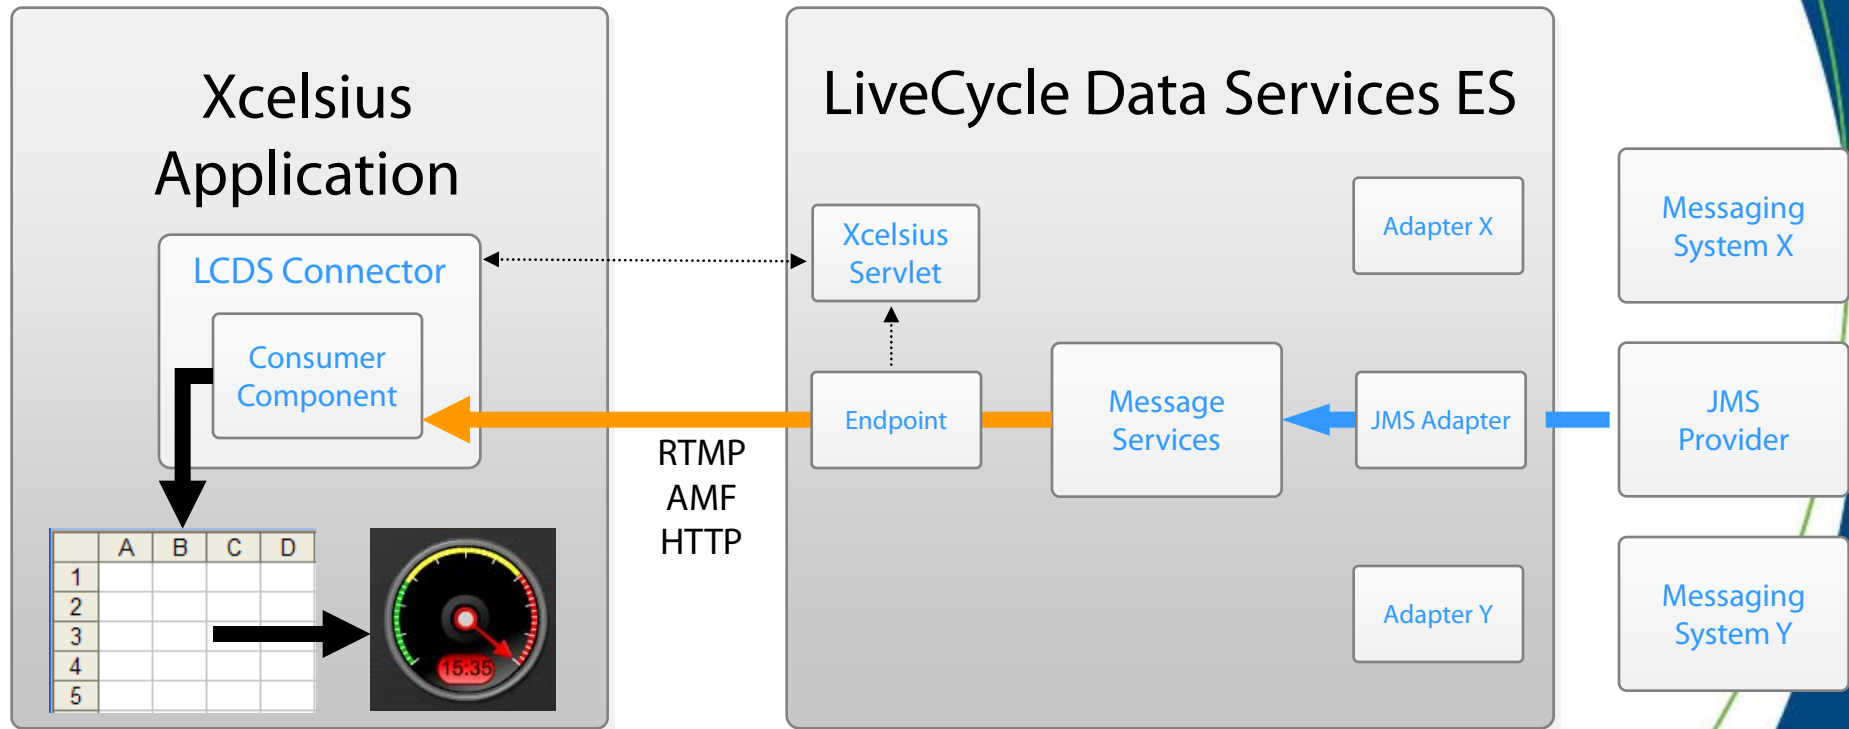 Xcelsius
Application
LCDS Connector
Consumer
Component
A B C D
1
2
3
4
5
15:35
RTMP
AMF
HTTP
LiveCycle Data Services ES
Xcelsius
Servlet
Endpoint
Message
Services
Adapter X
JMS Adapter
Adapter Y
Messaging
System X
JMS
Provider
Messaging
System Y